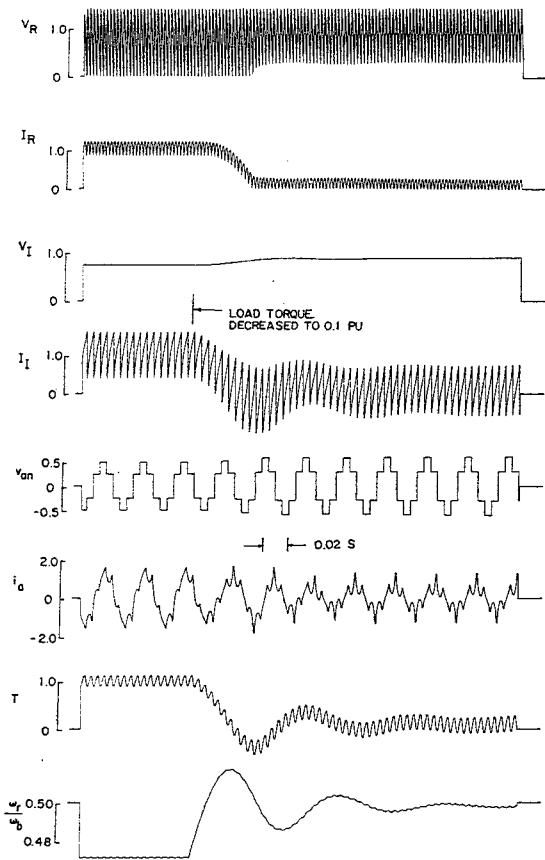 V_R
1.0
0
I_R
1.0
0
V_I
1.0
0
LOAD TORQUE
DECREASED TO 0.1 PU
I_I
1.0
0
v_an
0.5
0
-0.5
0.02 S
i_a
2.0
0
-2.0
T
1.0
0
ω_r
ω_b
0.50
0.48